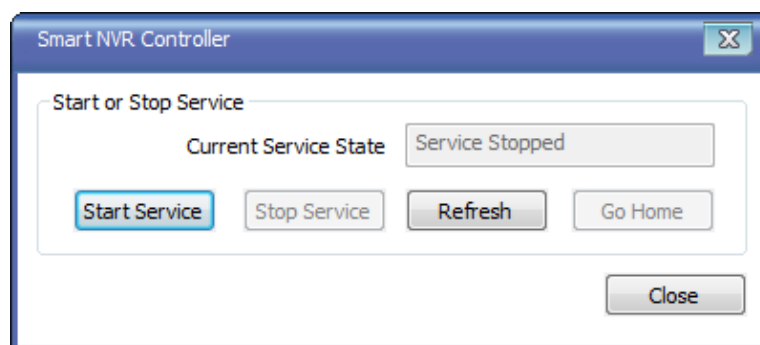 Smart NVR Controller
Start or Stop Service
Current Service State Service Stopped
Start Service Stop Service Refresh Go Home
Close